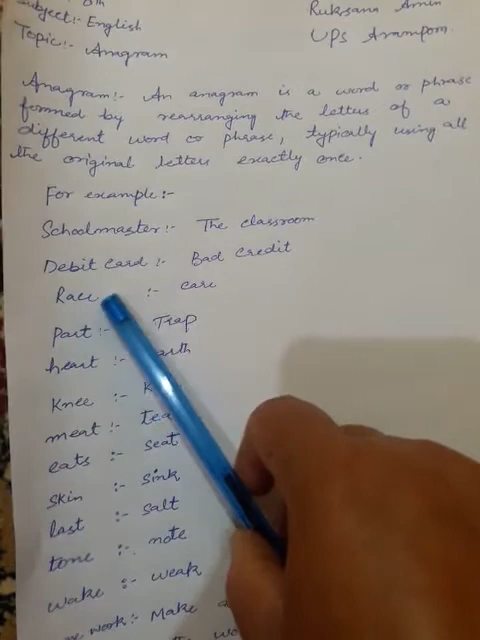 Subject:- English
Ruksana Amin
Topic:- Anagram
UPS Arampora
Anagram:- An anagram is a word or phrase
formed by rearranging the letters of a
different word or phrase, typically using all
the original letters exactly once.
For example:-
Schoolmaster:- The classroom
Debit card:- Bad Credit
Race :- care
part:- Trap
heart :-
Knee :- K
meat :- tea
eats :- seat
Skin :- sink
last :- salt
tone :- note
wake :- weak
work:- Make